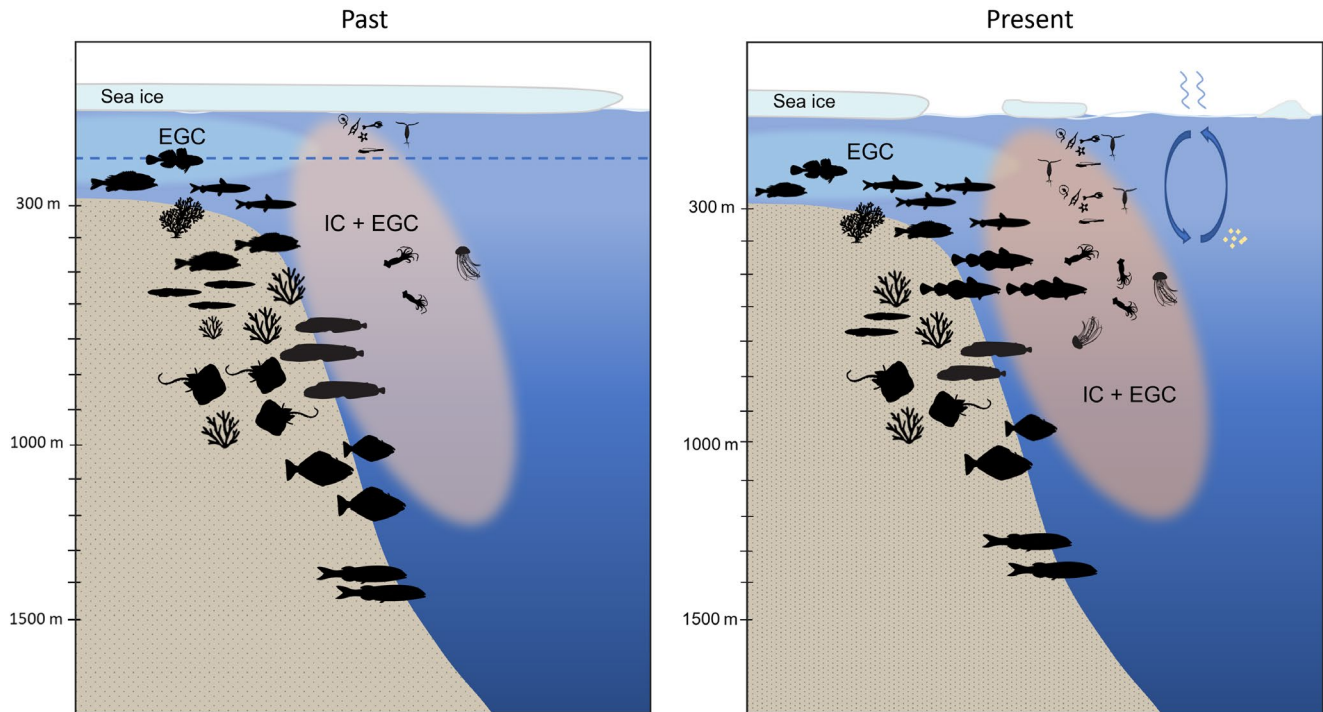 Past
Sea ice
EGC
300 m
IC + EGC
1000 m
1500 m
Present
Sea ice
EGC
300 m
IC + EGC
1000 m
1500 m